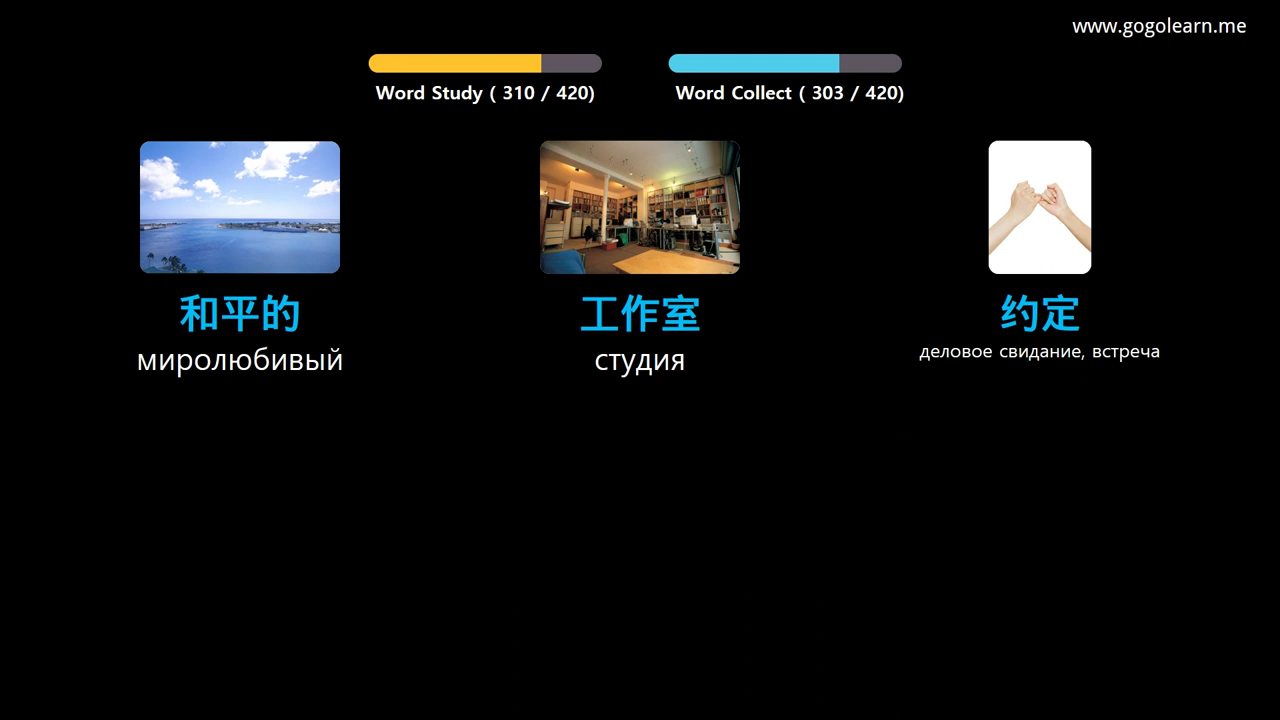 www.gogolearn.me
Word Study ( 310 / 420)
Word Collect ( 303 / 420)
和平的
миролюбивый
工作室
студия
约定
деловое свидание, встреча